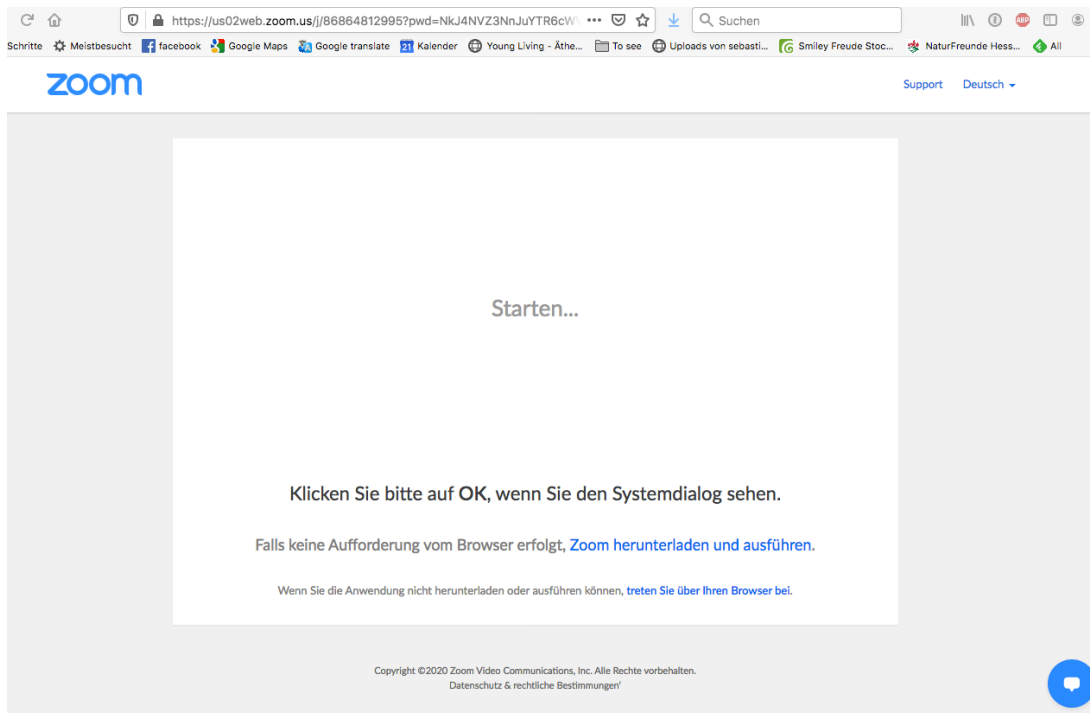 https://us02web.zoom.us/j/86864812995?pwd=NkJ4NVZ3NnJuYTR6cW Suchen ABP
Schritte Meistbesucht facebook Google Maps Google translate 21 Kalender Young Living - Äthe... To see Uploads von sebasti... Smiley Freude Stoc... NaturFreunde Hess... All
zoom Support Deutsch
Starten...
Klicken Sie bitte auf OK, wenn Sie den Systemdialog sehen.
Falls keine Aufforderung vom Browser erfolgt, Zoom herunterladen und ausführen.
Wenn Sie die Anwendung nicht herunterladen oder ausführen können, treten Sie über Ihren Browser bei.
Copyright ©2020 Zoom Video Communications, Inc. Alle Rechte vorbehalten.
Datenschutz & rechtliche Bestimmungen'